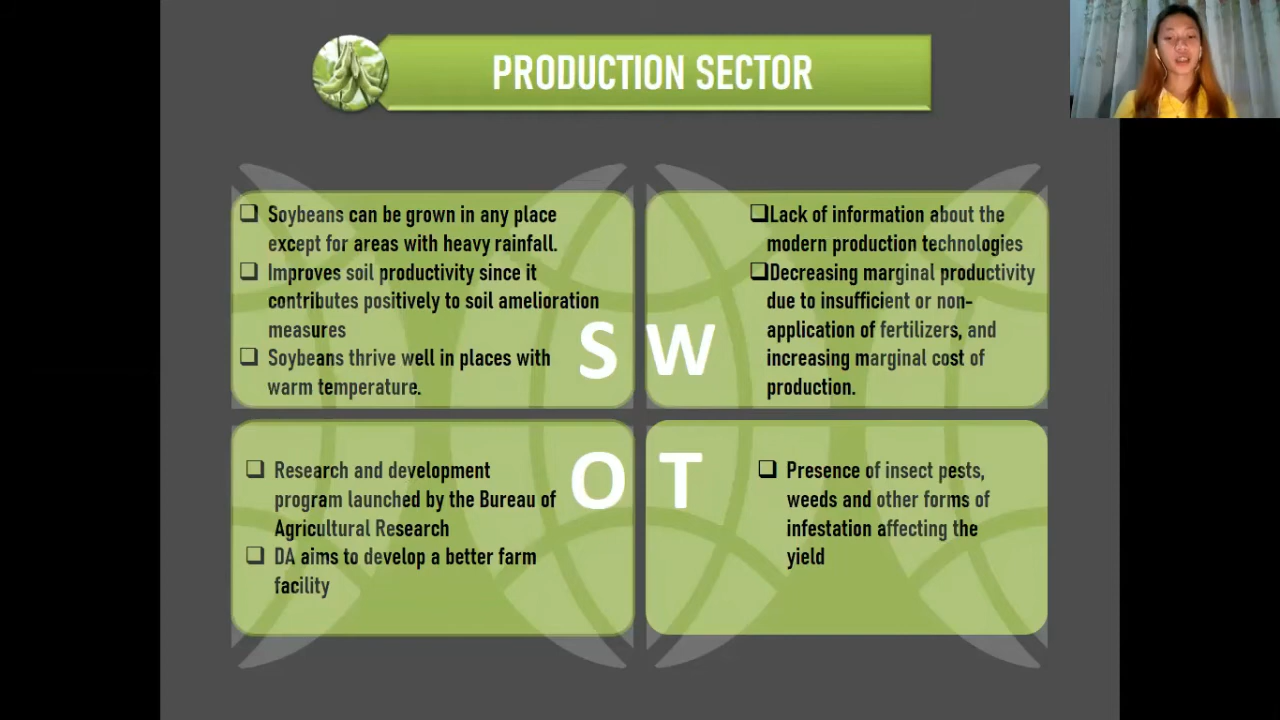 PRODUCTION SECTOR
❑ Soybeans can be grown in any place
except for areas with heavy rainfall.
❑ Improves soil productivity since it
contributes positively to soil amelioration
measures
❑ Soybeans thrive well in places with
warm temperature.
S
❑Lack of information about the
modern production technologies
❑Decreasing marginal productivity
due to insufficient or non-
application of fertilizers, and
increasing marginal cost of
production.
W
❑ Research and development
program launched by the Bureau of
Agricultural Research
❑ DA aims to develop a better farm
facility
O
❑ Presence of insect pests,
weeds and other forms of
infestation affecting the
yield
T